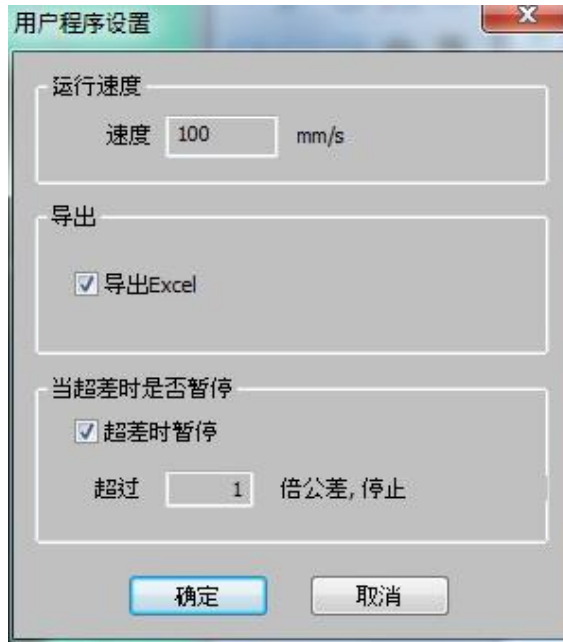 用户程序设置
运行速度
速度 100 mm/s
导出
导出Excel
当超差时是否暂停
超差时暂停
超过 1 倍公差, 停止
确定 取消